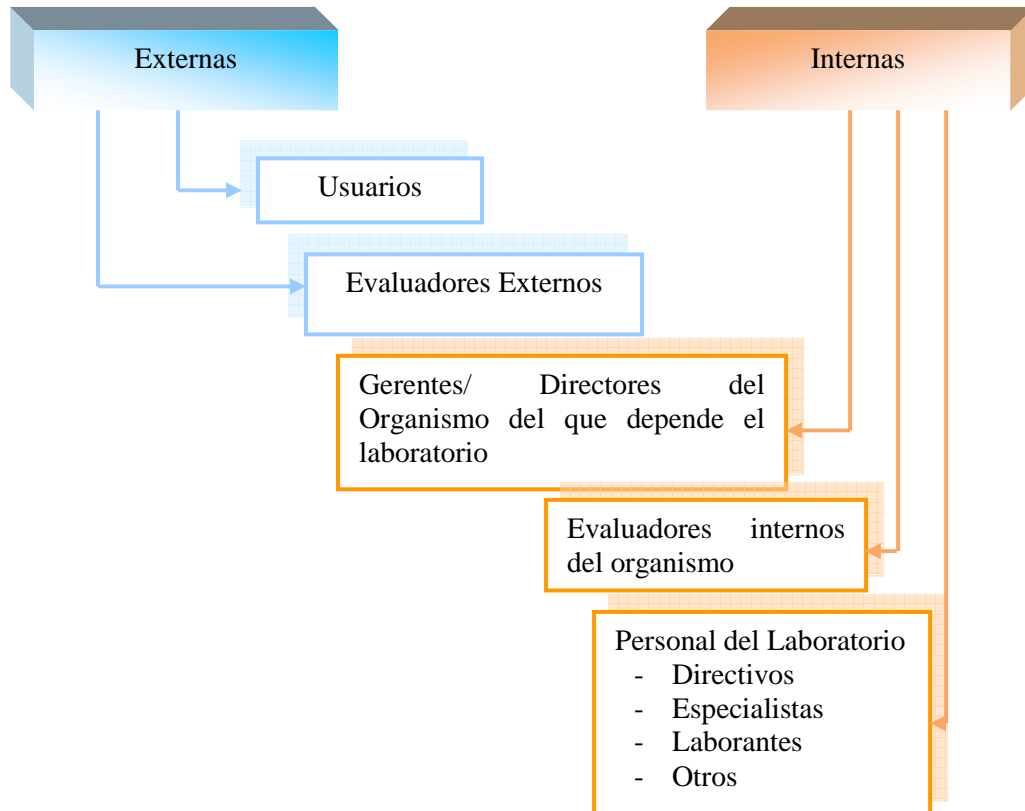 Externas
Internas
Usuarios
Evaluadores Externos
Gerentes/ Directores del
Organismo del que depende el
laboratorio
Evaluadores internos
del organismo
Personal del Laboratorio
- Directivos
- Especialistas
- Laborantes
- Otros